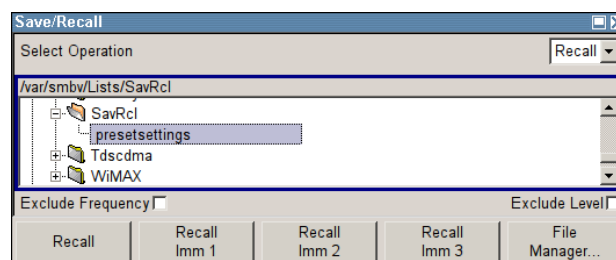 Save/Recall
Select Operation
Recall
/var/smbv/Lists/SavRcl
SavRcl
presetsettings
Tdscdma
WiMAX
Exclude Frequency
Exclude Level
Recall
Recall
Imm 1
Recall
Imm 2
Recall
Imm 3
File
Manager...